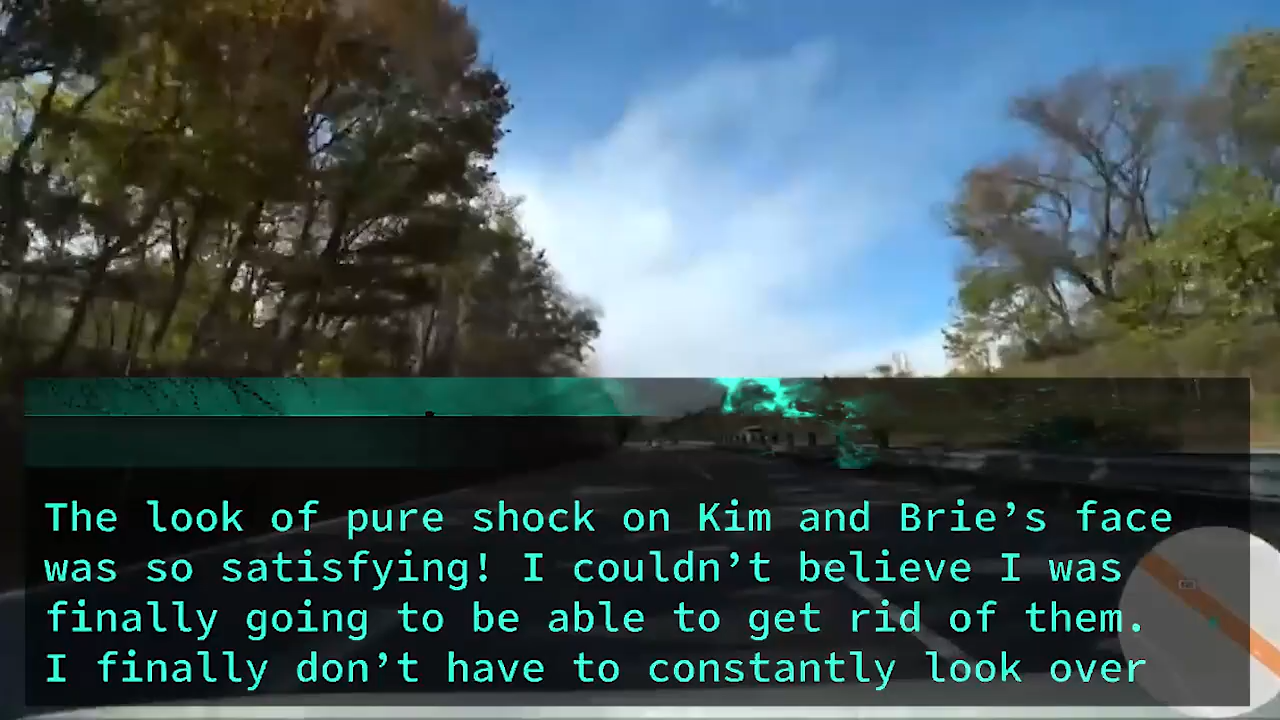 The look of pure shock on Kim and Brie’s face
was so satisfying! I couldn’t believe I was
finally going to be able to get rid of them.
I finally don’t have to constantly look over